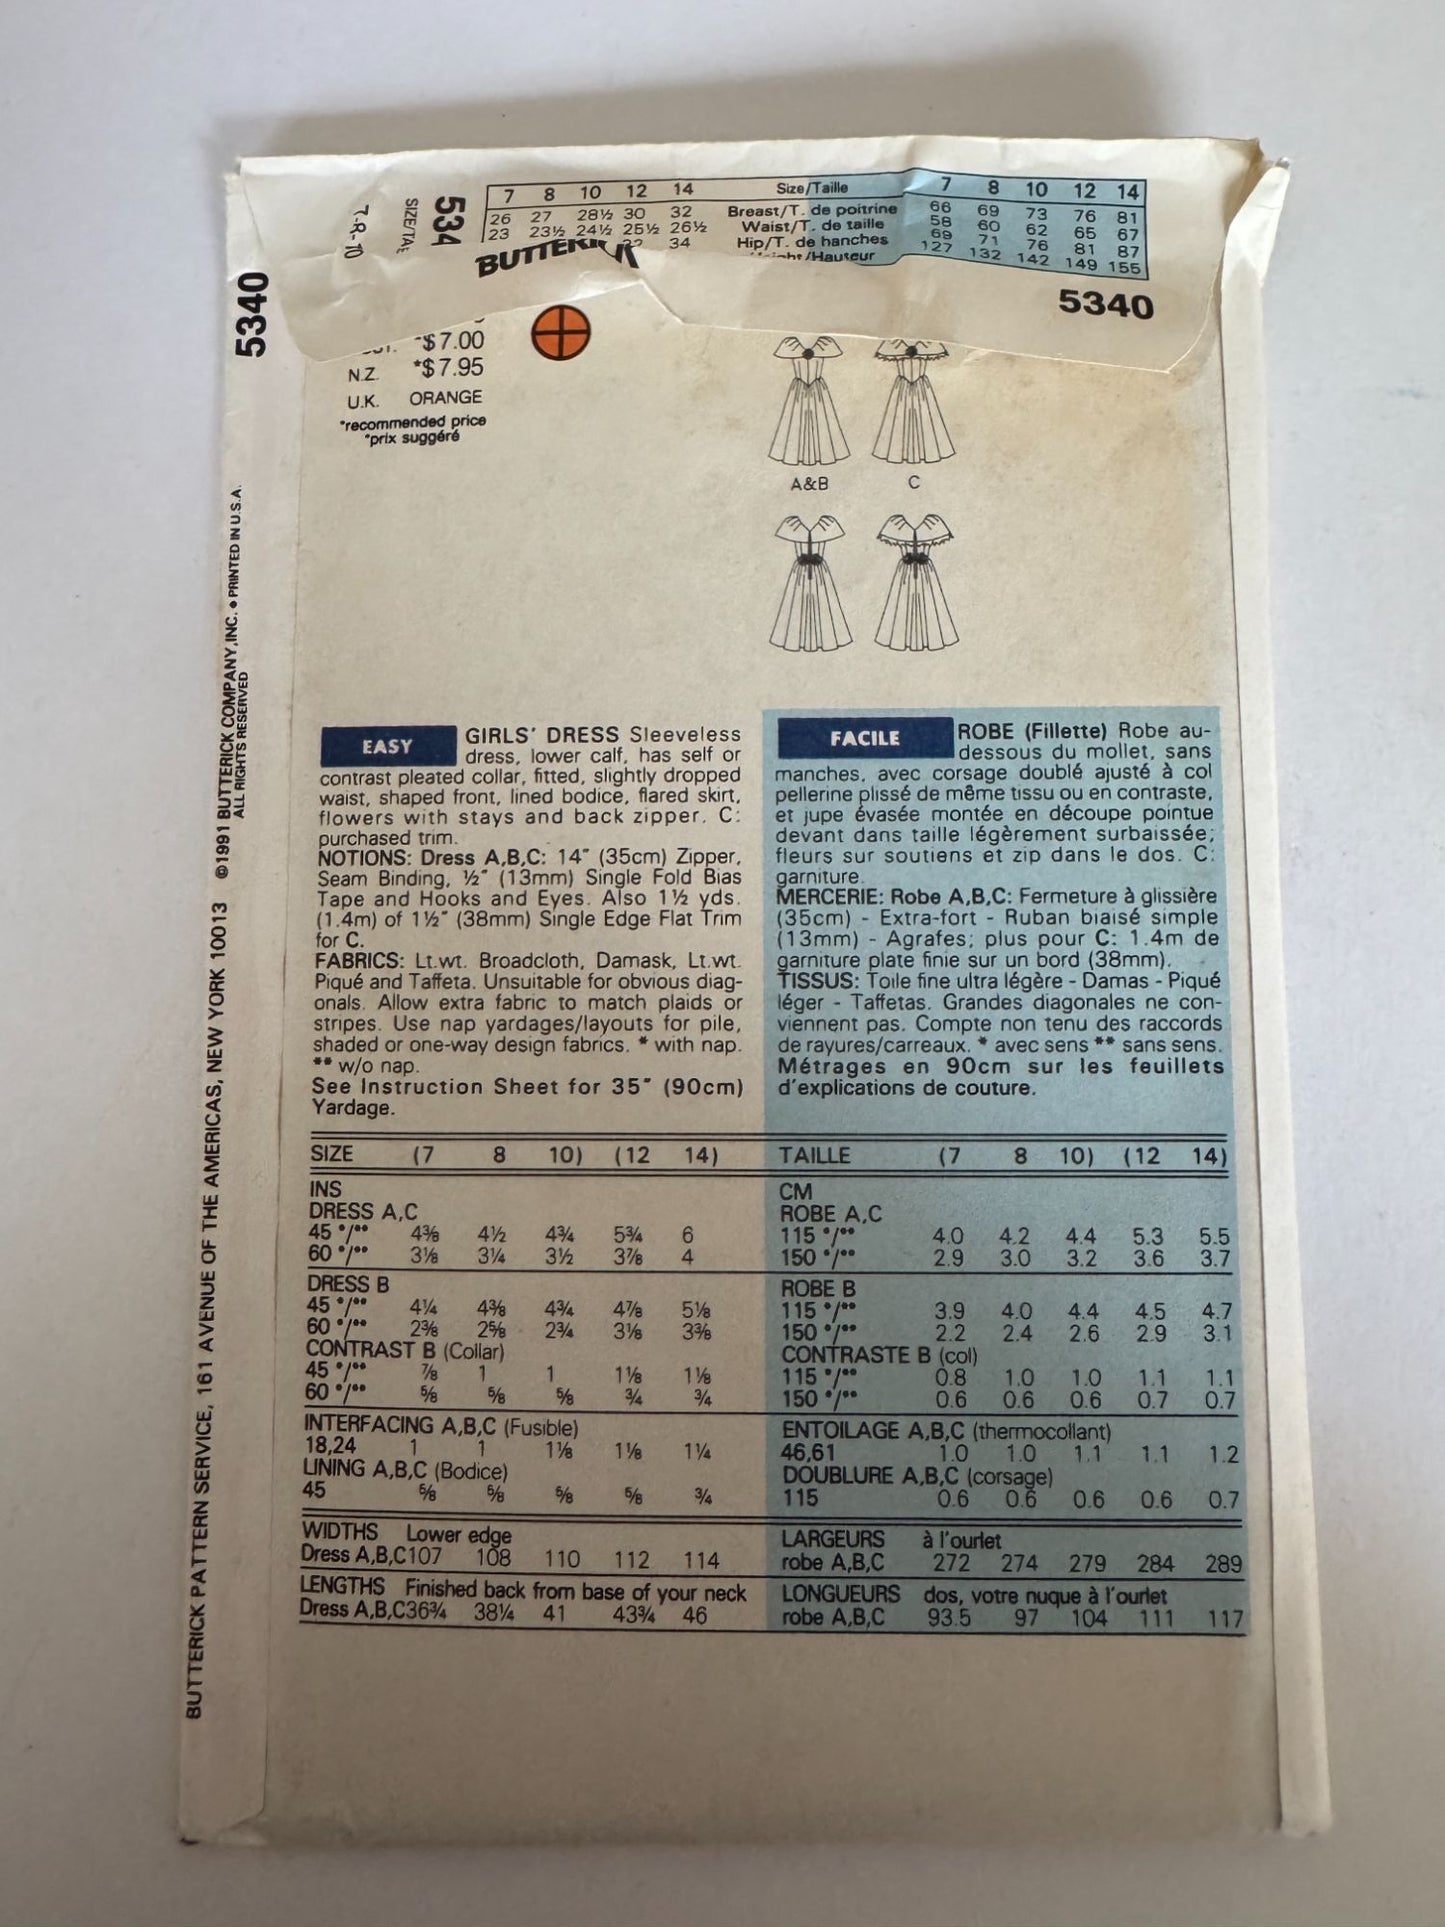 7 8 10 12 14 Size/Taille 7 8 10 12 14
26 27 28½ 30 32 Breast/T. de poitrine 66 69 73 76 81
23 23½ 24½ 25½ 26½ Waist/T. de taille 58 60 62 65 67
34 Hip/T. de hanches 69 71 76 81 87
/Hauteur 127 132 142 149 155
7-8-10
SIZE/TAI
534
BUTTERICK
5340
5340
*$7.00
N.Z. *$7.95
U.K. ORANGE
*recommended price
*prix suggéré
A&B C
©1991 BUTTERICK COMPANY, INC. • PRINTED IN U.S.A.
ALL RIGHTS RESERVED
BUTTERICK PATTERN SERVICE, 161 AVENUE OF THE AMERICAS, NEW YORK 10013
EASY GIRLS' DRESS Sleeveless
dress, lower calf, has self or
contrast pleated collar, fitted, slightly dropped
waist, shaped front, lined bodice, flared skirt,
flowers with stays and back zipper. C:
purchased trim.
NOTIONS: Dress A,B,C: 14" (35cm) Zipper,
Seam Binding, ½" (13mm) Single Fold Bias
Tape and Hooks and Eyes. Also 1½ yds.
(1.4m) of 1½" (38mm) Single Edge Flat Trim
for C.
FABRICS: Lt.wt. Broadcloth, Damask, Lt.wt.
Piqué and Taffeta. Unsuitable for obvious diag-
onals. Allow extra fabric to match plaids or
stripes. Use nap yardages/layouts for pile,
shaded or one-way design fabrics. * with nap.
** w/o nap.
See Instruction Sheet for 35" (90cm)
Yardage.
FACILE ROBE (Fillette) Robe au-
dessous du mollet, sans
manches, avec corsage doublé ajusté à col
pellerine plissé de même tissu ou en contraste,
et jupe évasée montée en découpe pointue
devant dans taille légèrement surbaissée;
fleurs sur soutiens et zip dans le dos. C:
garniture.
MERCERIE: Robe A,B,C: Fermeture à glissière
(35cm) - Extra-fort - Ruban biaisé simple
(13mm) - Agrafes; plus pour C: 1.4m de
garniture plate finie sur un bord (38mm).
TISSUS: Toile fine ultra légère - Damas - Piqué
léger - Taffetas. Grandes diagonales ne con-
viennent pas. Compte non tenu des raccords
de rayures/carreaux. * avec sens ** sans sens.
Métrages en 90cm sur les feuillets
d'explications de couture.
SIZE (7 8 10) (12 14)
INS
DRESS A,C
45 */** 4⅜ 4½ 4¾ 5¾ 6
60 */** 3⅛ 3¼ 3½ 3⅞ 4
DRESS B
45 */** 4¼ 4⅜ 4¾ 4⅞ 5⅛
60 */** 2⅜ 2⅝ 2¾ 3⅛ 3⅜
CONTRAST B (Collar)
45 */** ⅞ 1 1 1⅛ 1⅛
60 */** ⅝ ⅝ ⅝ ¾ ¾
INTERFACING A,B,C (Fusible)
18,24 1 1 1⅛ 1⅛ 1¼
LINING A,B,C (Bodice)
45 ⅝ ⅝ ⅝ ⅝ ¾
WIDTHS Lower edge
Dress A,B,C107 108 110 112 114
LENGTHS Finished back from base of your neck
Dress A,B,C36¾ 38¼ 41 43¾ 46
TAILLE (7 8 10) (12 14)
CM
ROBE A,C
115 */** 4.0 4.2 4.4 5.3 5.5
150 */** 2.9 3.0 3.2 3.6 3.7
ROBE B
115 */** 3.9 4.0 4.4 4.5 4.7
150 */** 2.2 2.4 2.6 2.9 3.1
CONTRASTE B (col)
115 */** 0.8 1.0 1.0 1.1 1.1
150 */** 0.6 0.6 0.6 0.7 0.7
ENTOILAGE A,B,C (thermocollant)
46,61 1.0 1.0 1.1 1.1 1.2
DOUBLURE A,B,C (corsage)
115 0.6 0.6 0.6 0.6 0.7
LARGEURS à l'ourlet
robe A,B,C 272 274 279 284 289
LONGUEURS dos, votre nuque à l'ourlet
robe A,B,C 93.5 97 104 111 117